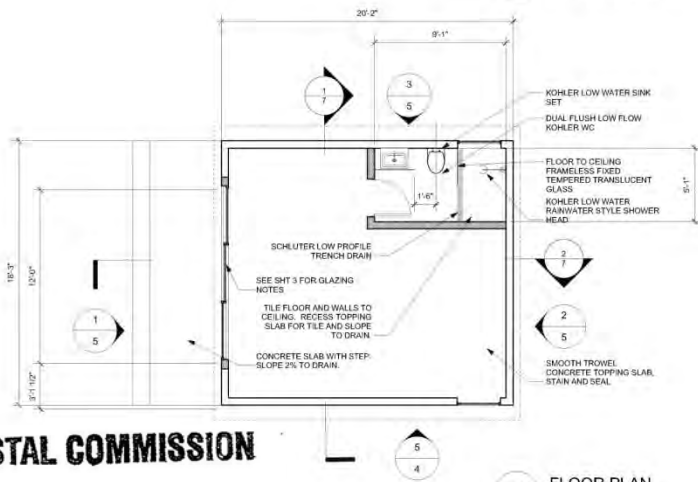 20'-2"
9'-1"
1
7
3
5
KOHLER LOW WATER SINK
SET
DUAL FLUSH LOW FLOW
KOHLER WC
FLOOR TO CEILING
FRAMELESS FIXED
TEMPERED TRANSLUCENT
GLASS
KOHLER LOW WATER
RAINWATER STYLE SHOWER
HEAD
5'-1"
1'-6"
SCHLUTER LOW PROFILE
TRENCH DRAIN
SEE SHT 3 FOR GLAZING
NOTES
TILE FLOOR AND WALLS TO
CEILING. RECESS TOPPING
SLAB FOR TILE AND SLOPE
TO DRAIN
CONCRETE SLAB WITH STEP.
SLOPE 2% TO DRAIN.
18'-3"
12'-0"
3'-1 1/2"
1
5
2
7
2
5
SMOOTH TROWEL
CONCRETE TOPPING SLAB,
STAIN AND SEAL
STAL COMMISSION
5
4
FLOOR PLAN